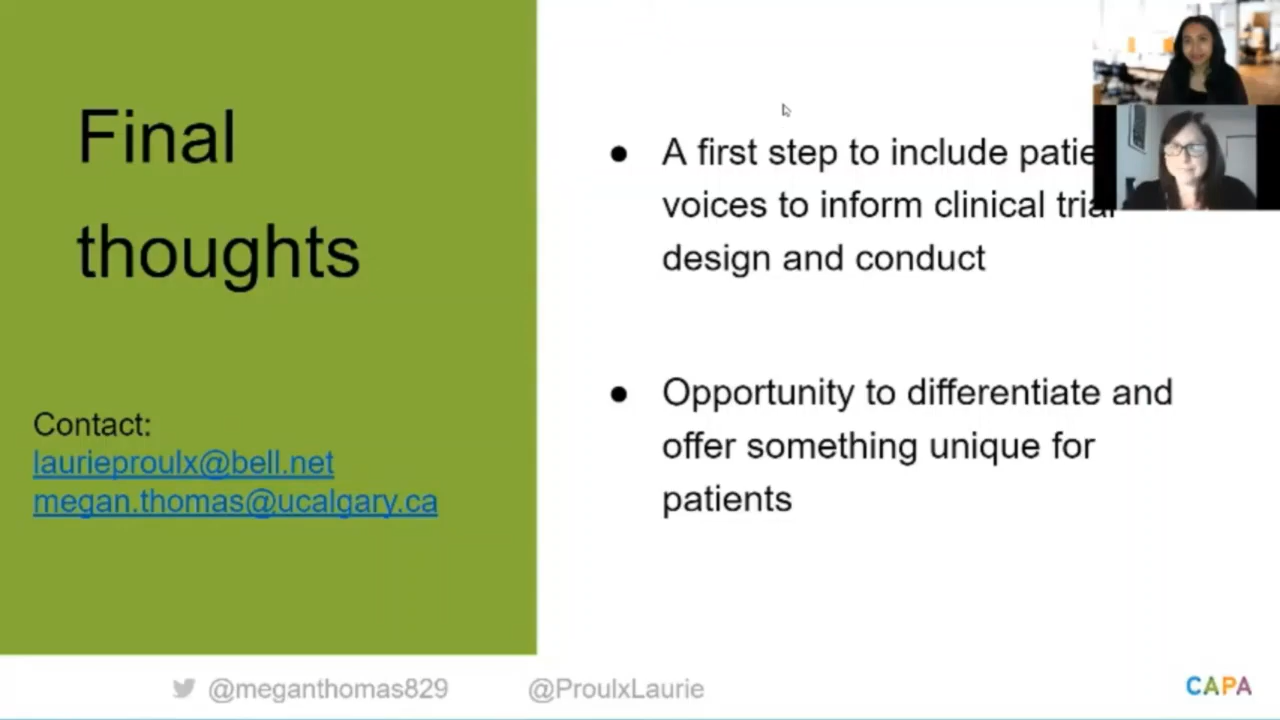 Final
thoughts
Contact:
laurieproulx@bell.net
megan.thomas@ucalgary.ca
● A first step to include
voices to inform clinical trial
design and conduct
● Opportunity to differentiate and
offer something unique for
patients
@meganthomas829 @ProulxLaurie
CAPA